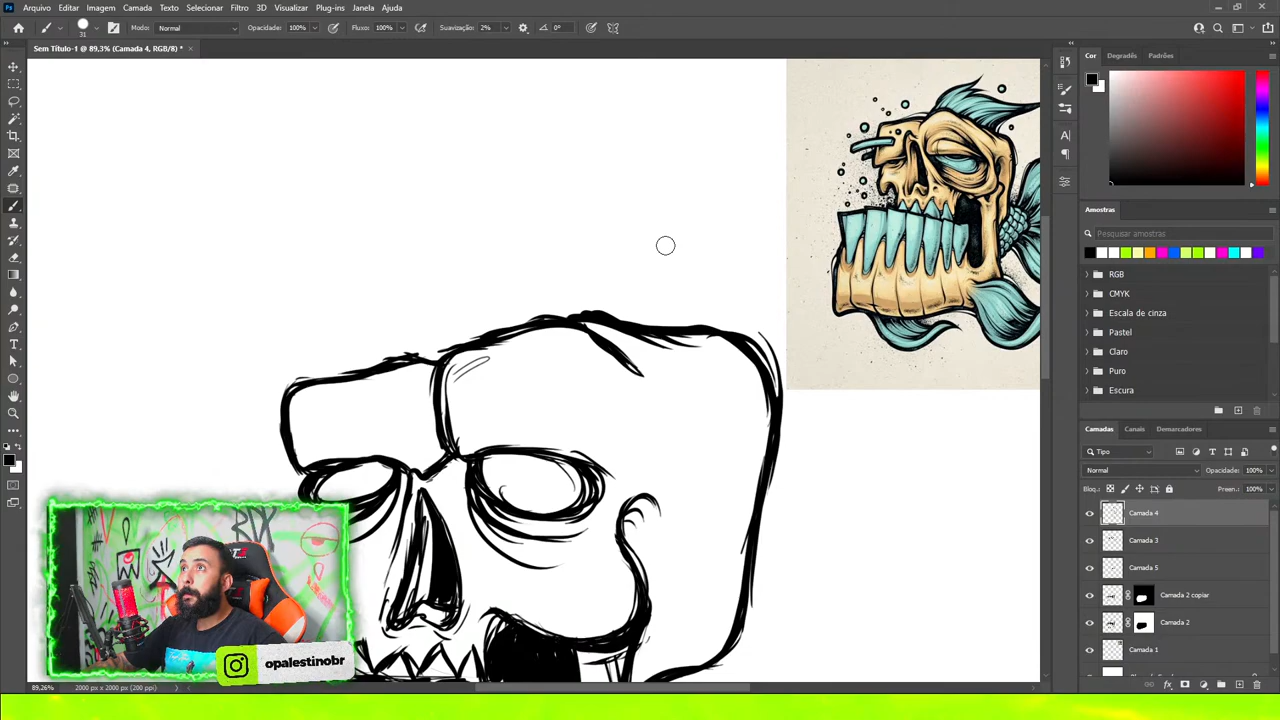 Arquivo Editar Imagem Camada Texto Selecionar Filtro 3D Visualizar Plug-ins Janela Ajuda
31 Modo: Normal Opacidade: 100% Fluxo: 100% Suavização: 2% 0°
Sem Título-1 @ 89,3% (Camada 4, RGB/8) *
Cor Degradês Padrões
Amostras
Pesquisar amostras
RGB
CMYK
Escala de cinza
Pastel
Claro
Puro
Escura
Camadas Canais Demarcadores
Tipo
Normal Opacidade: 100%
Bloq.: Preen.: 100%
Camada 4
Camada 3
Camada 5
Camada 2 copiar
Camada 2
Camada 1
opalestinobr
89,26% 2000 px x 2000 px (200 ppi)